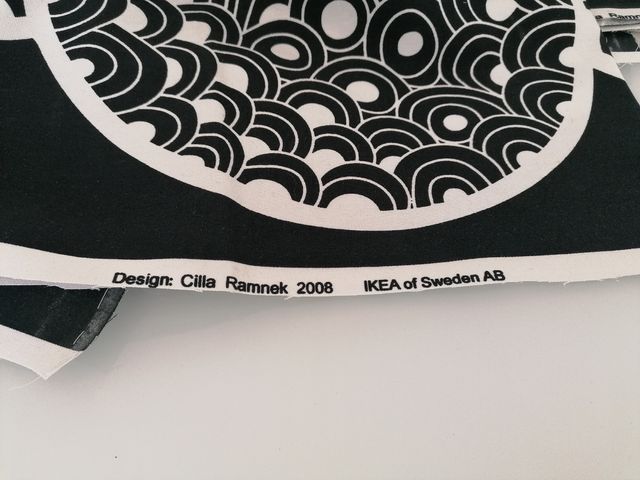 Design: Cilla Ramnek 2008 IKEA of Sweden AB